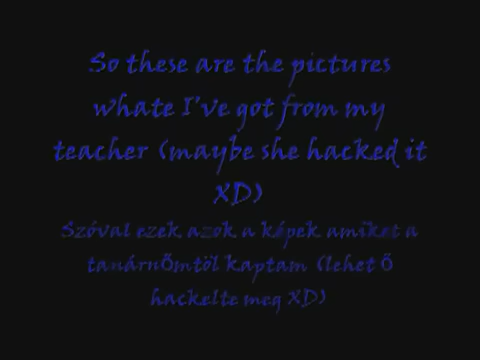 So these are the pictures
whate I've got from my
teacher (maybe she hacked it
XD)
Szóval ezek azok a képek amiket a
tanárnőmtöl kaptam (lehet Ő
hackelte meg XD)